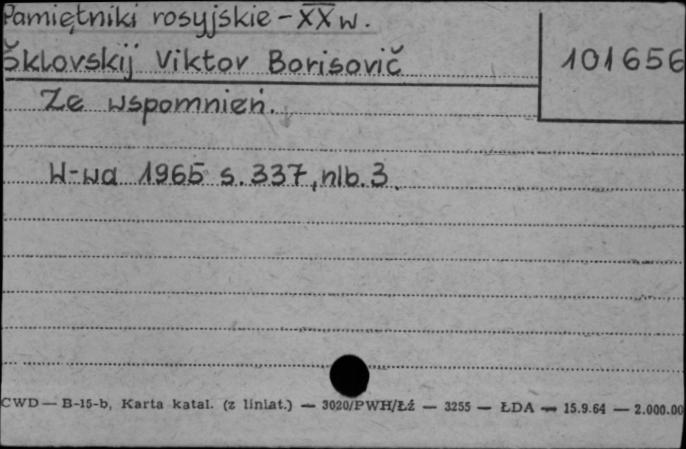 Pamiętniki rosyjskie - XX w.
Šklovskij Viktor Borisovič
101656
Ze wspomnień.
W-wa 1965 s. 337, nlb. 3.
CWD — B-15-b, Karta katal. (z liniat.) — 3020/PWH/Łź — 3255 — ŁDA — 15.9.64 — 2.000.00